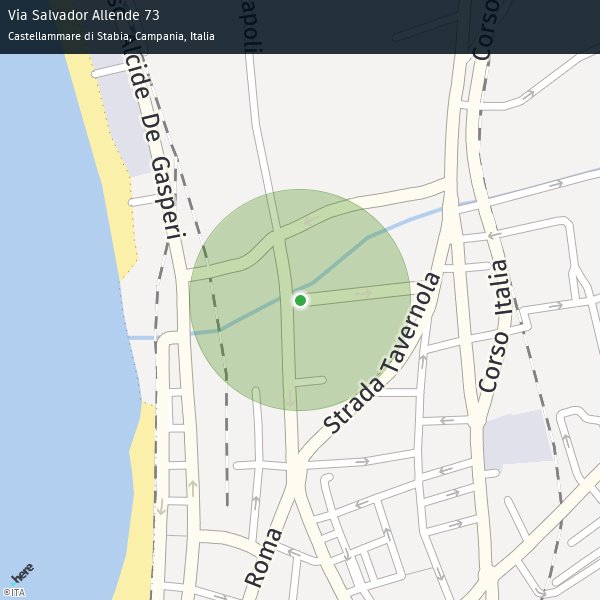 Via Salvador Allende 73
Castellammare di Stabia, Campania, Italia
Alcide De Gasperi
apoli
Corso
Corso Italia
Strada Tavernola
Roma
here
©ITA